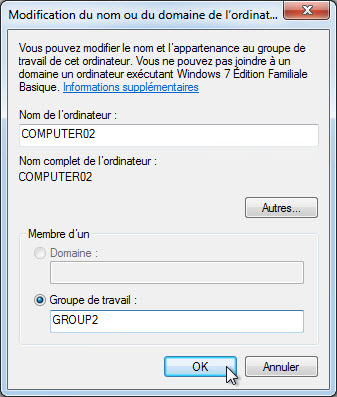 Modification du nom ou du domaine de l'ordinat...
Vous pouvez modifier le nom et l'appartenance au groupe de
travail de cet ordinateur. Vous ne pouvez pas joindre à un
domaine un ordinateur exécutant Windows 7 Édition Familiale
Basique. Informations supplémentaires
Nom de l'ordinateur :
COMPUTER02
Nom complet de l'ordinateur :
COMPUTER02
Autres...
Membre d'un
Domaine :
Groupe de travail :
GROUP2
OK
Annuler